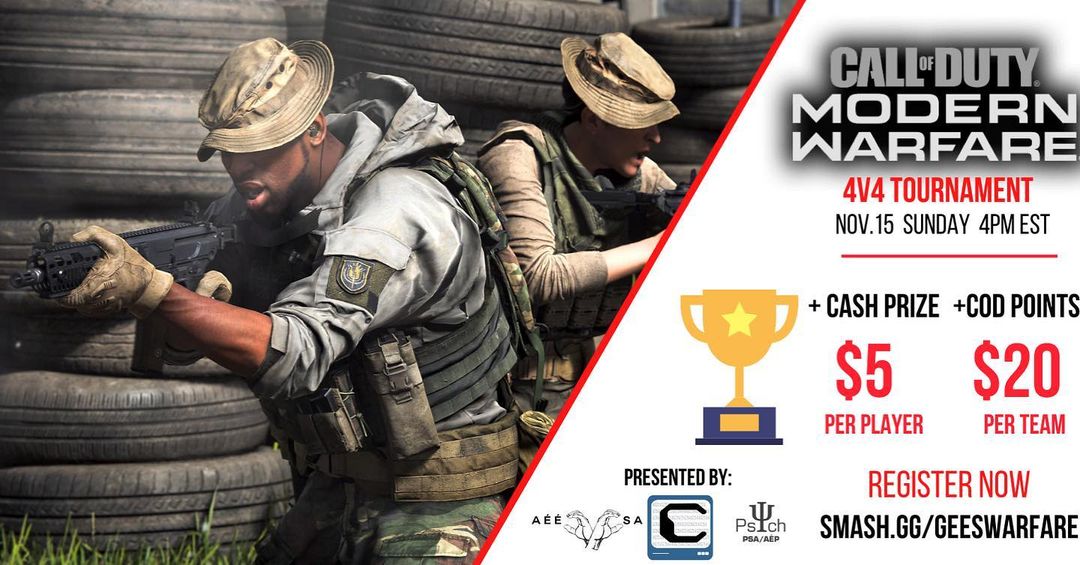 CALL OF DUTY
MODERN
WARFARE
4V4 TOURNAMENT
NOV.15 SUNDAY 4PM EST
+ CASH PRIZE +COD POINTS
$5 $20
PER PLAYER PER TEAM
PRESENTED BY:
AÉÉ SA
C
Ψ
PsYch
PSA/AÉP
REGISTER NOW
SMASH.GG/GEESWARFARE